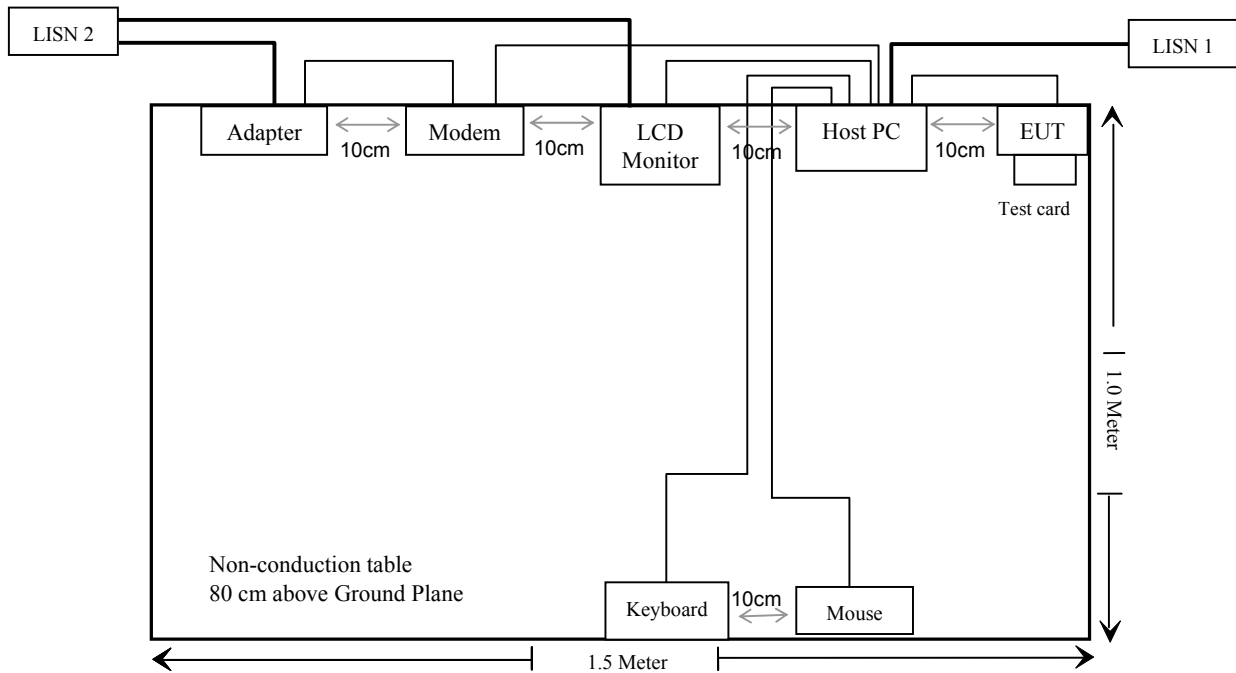 LISN 2
LISN 1
Adapter
10cm
Modem
10cm
LCD
Monitor
10cm
Host PC
10cm
EUT
Test card
1.0 Meter
Non-conduction table
80 cm above Ground Plane
Keyboard
10cm
Mouse
1.5 Meter